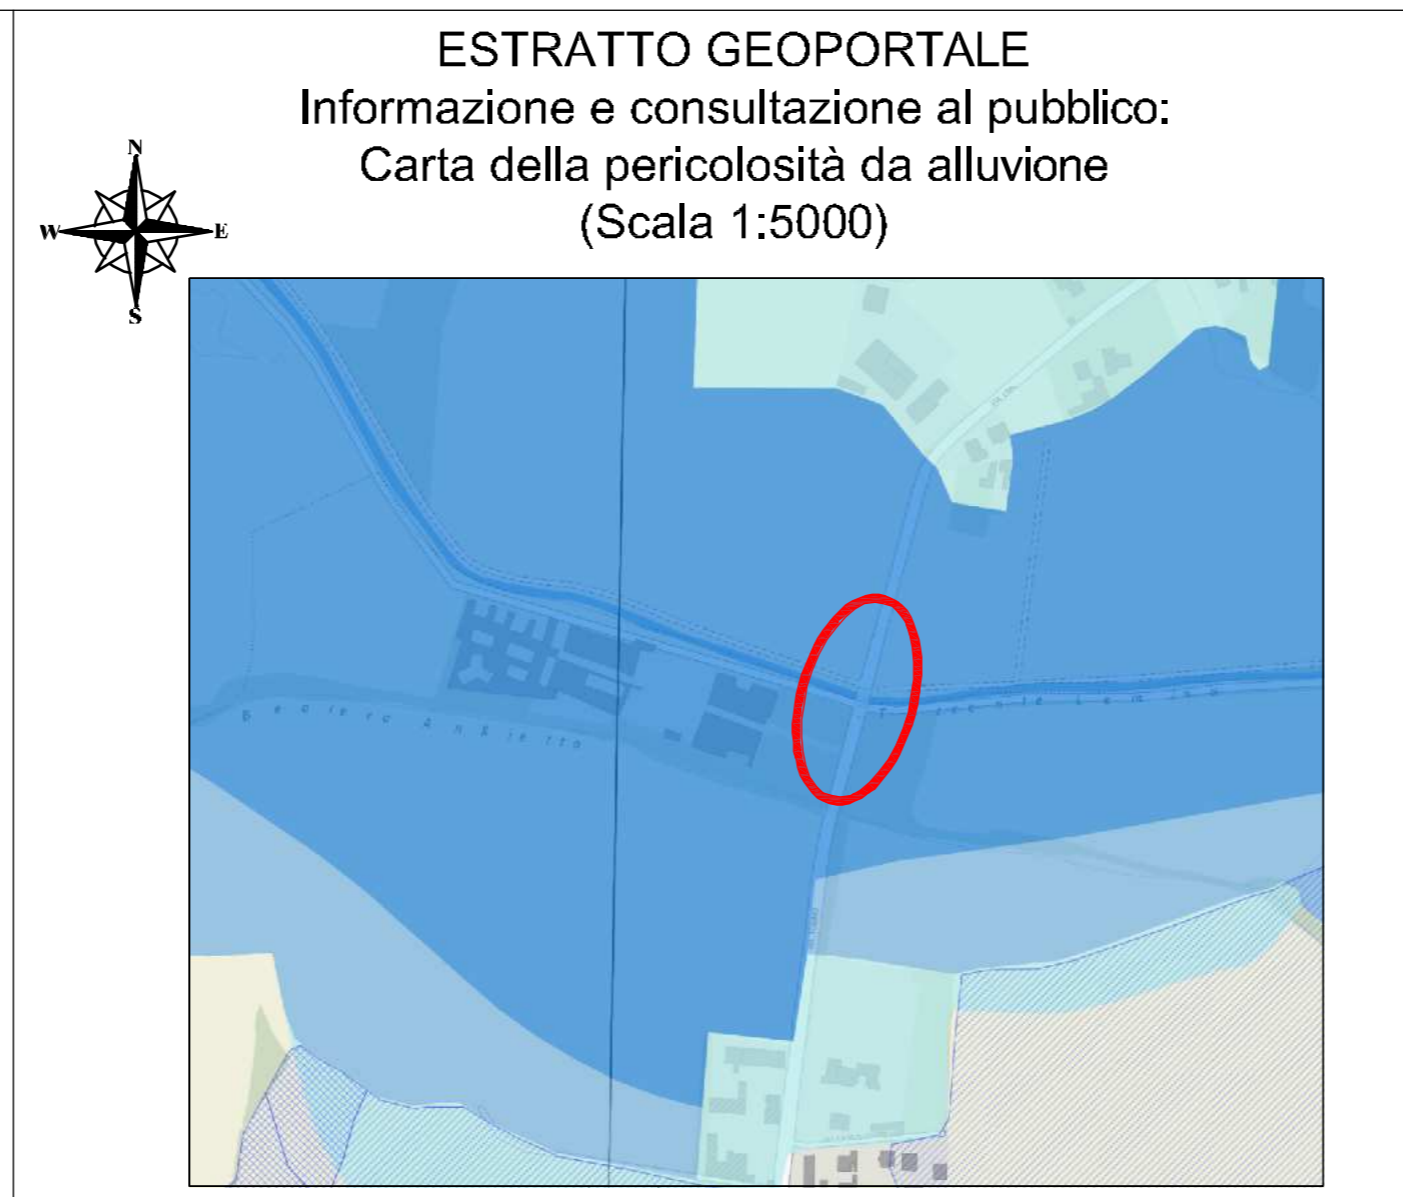 ESTRATTO GEOPORTALE
Informazione e consultazione al pubblico:
Carta della pericolosità da alluvione
(Scala 1:5000)
N
W
E
S